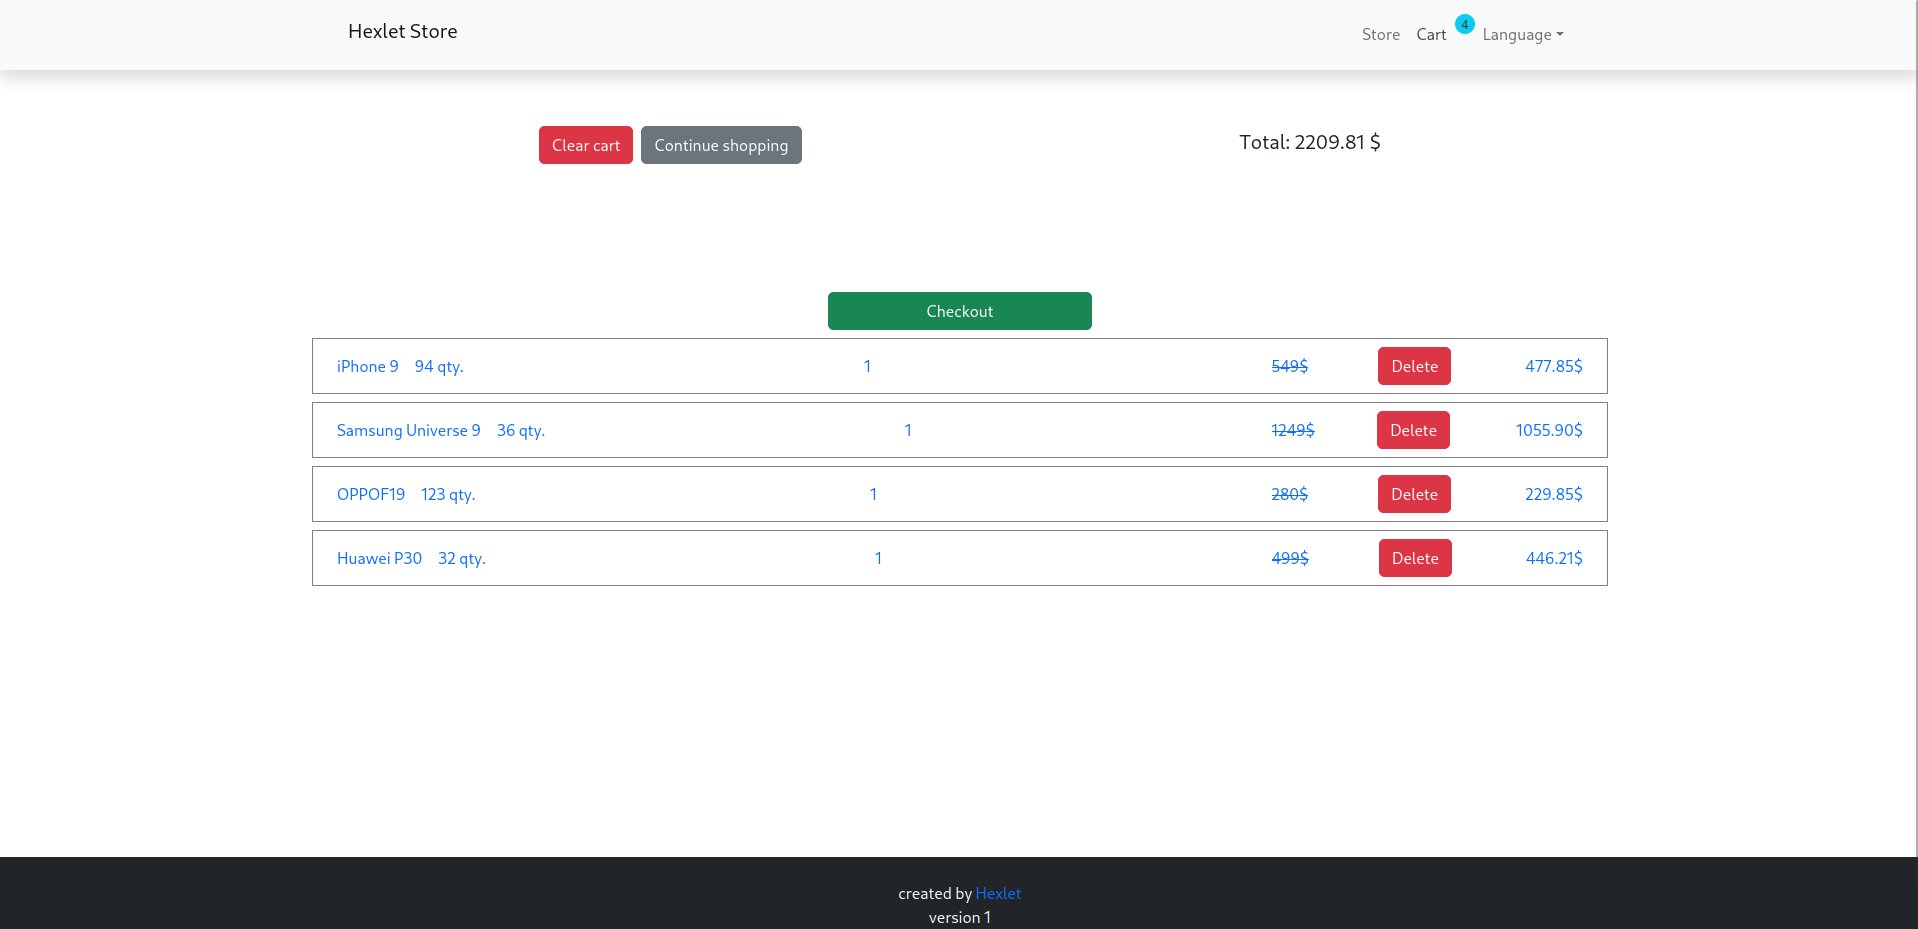 Hexlet Store Store Cart 4 Language
Clear cart Continue shopping Total: 2209.81 $
Checkout
iPhone 9 94 qty. 1 549$ Delete 477.85$
Samsung Universe 9 36 qty. 1 1249$ Delete 1055.90$
OPPOF19 123 qty. 1 280$ Delete 229.85$
Huawei P30 32 qty. 1 499$ Delete 446.21$
created by Hexlet
version 1